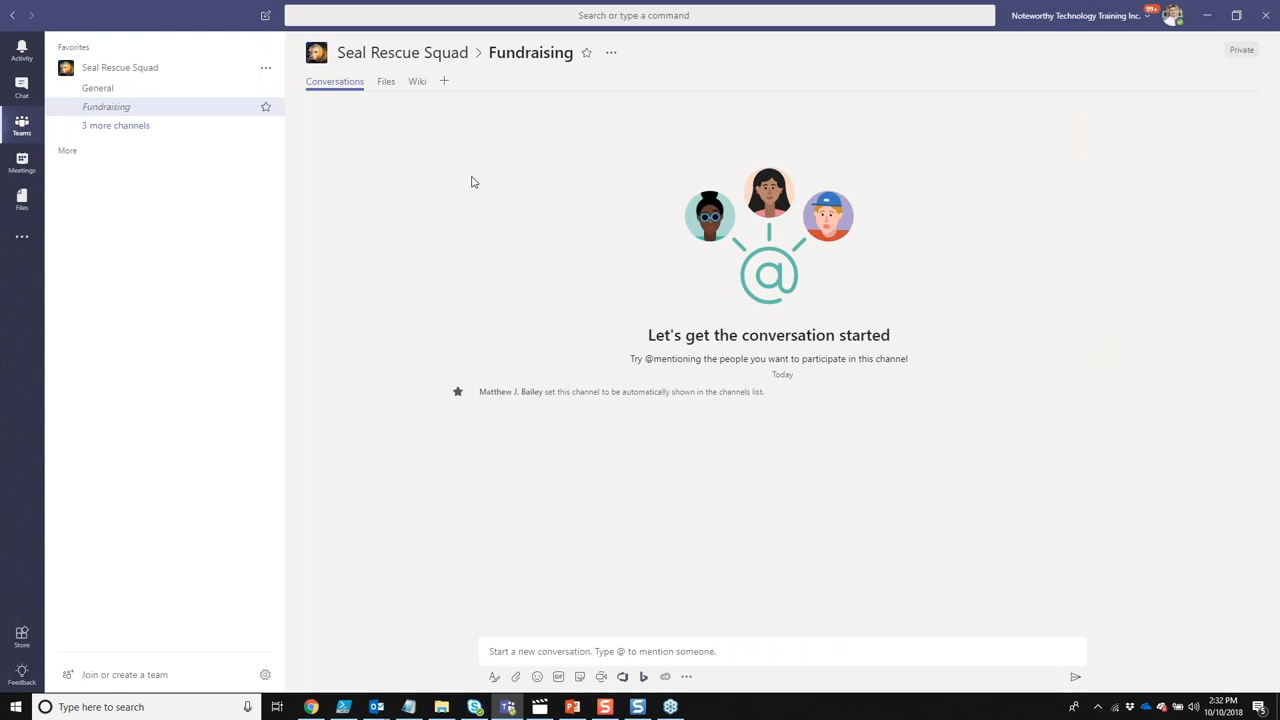 Search or type a command
Noteworthy Technology Training Inc.
99+
Activity
Chat
Teams
Meetings
Files
Store
Feedback
Favorites
Seal Rescue Squad
General
Fundraising
3 more channels
More
Join or create a team
Seal Rescue Squad > Fundraising
Private
Conversations Files Wiki
Let's get the conversation started
Try @mentioning the people you want to participate in this channel
Today
Matthew J. Bailey set this channel to be automatically shown in the channels list.
Start a new conversation. Type @ to mention someone.
GIF
Type here to search
2:32 PM
10/10/2018